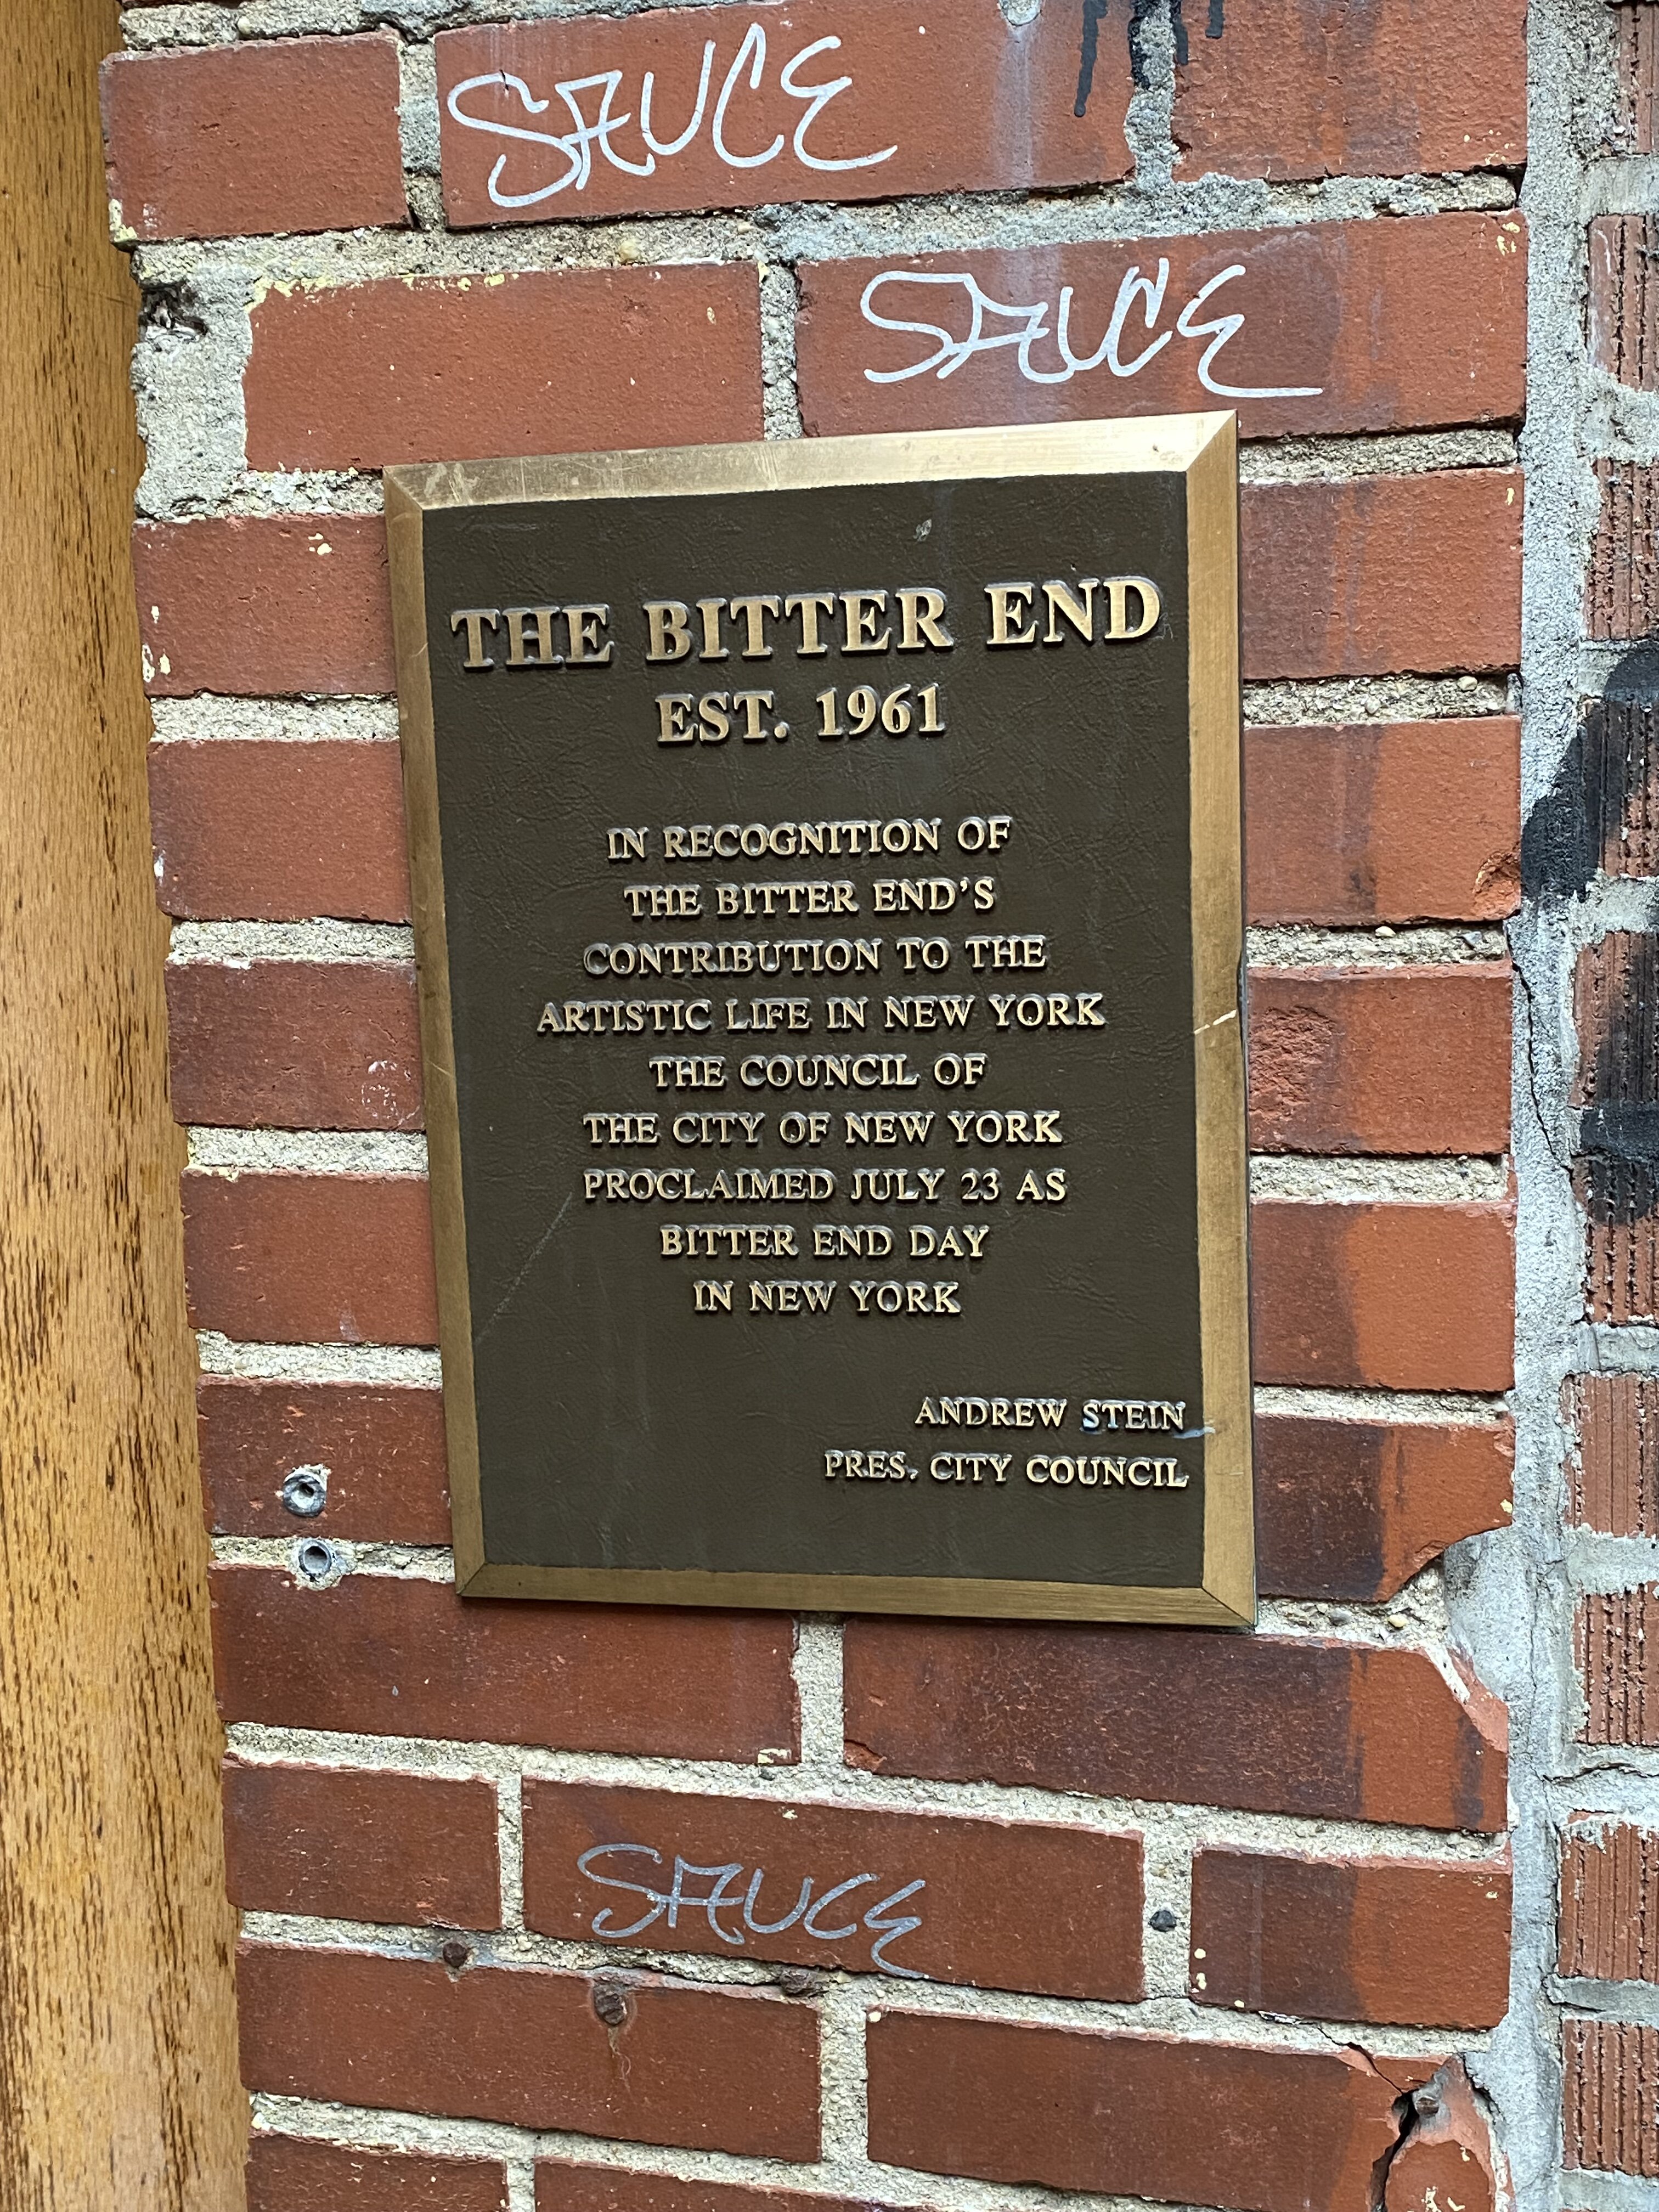 SAUCE
SAUCE
THE BITTER END
EST. 1961
IN RECOGNITION OF
THE BITTER END'S
CONTRIBUTION TO THE
ARTISTIC LIFE IN NEW YORK
THE COUNCIL OF
THE CITY OF NEW YORK
PROCLAIMED JULY 23 AS
BITTER END DAY
IN NEW YORK
ANDREW STEIN
PRES. CITY COUNCIL
SAUCE